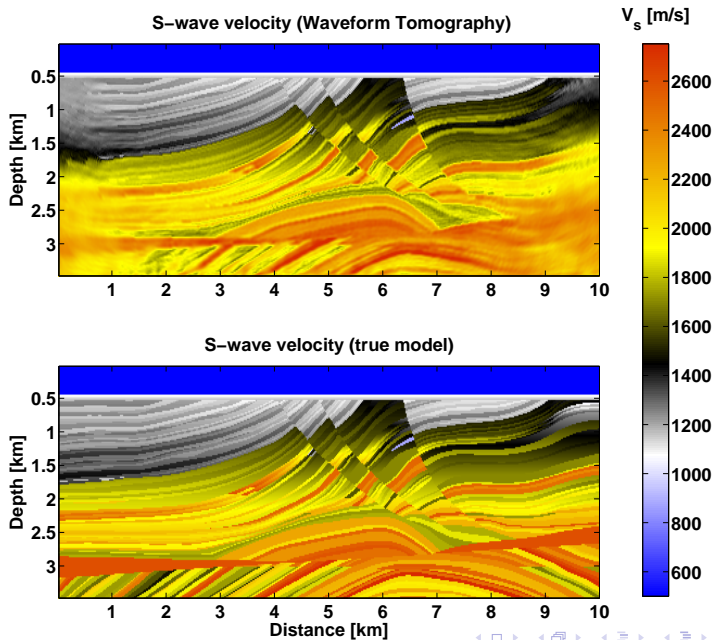 V_s [m/s]
S-wave velocity (Waveform Tomography)
Depth [km]
0.5
1
1.5
2
2.5
3
1 2 3 4 5 6 7 8 9 10
S-wave velocity (true model)
Depth [km]
0.5
1
1.5
2
2.5
3
1 2 3 4 5 6 7 8 9 10
Distance [km]
2600
2400
2200
2000
1800
1600
1400
1200
1000
800
600